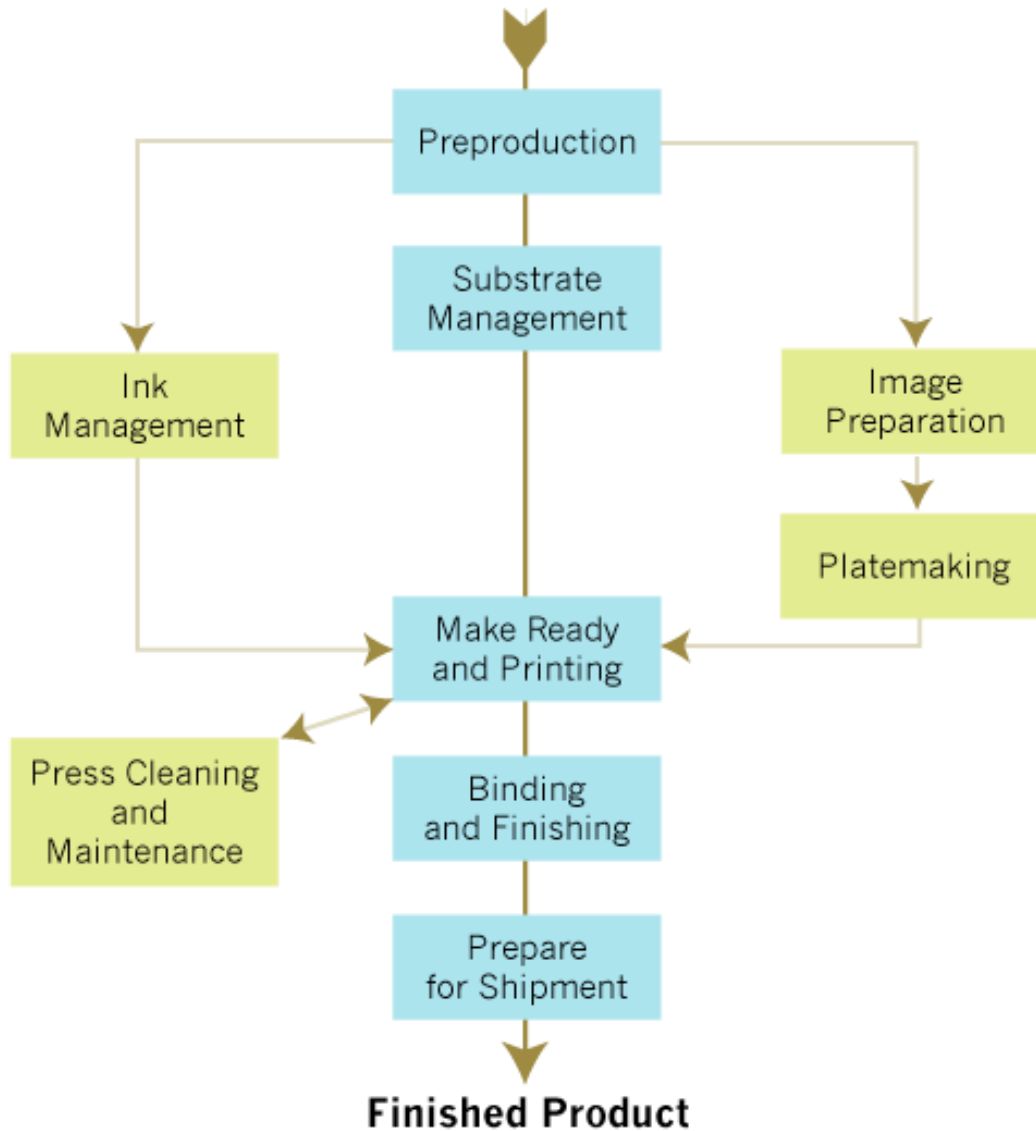 Preproduction
Substrate
Management
Ink
Management
Image
Preparation
Platemaking
Make Ready
and Printing
Press Cleaning
and
Maintenance
Binding
and Finishing
Prepare
for Shipment
Finished Product